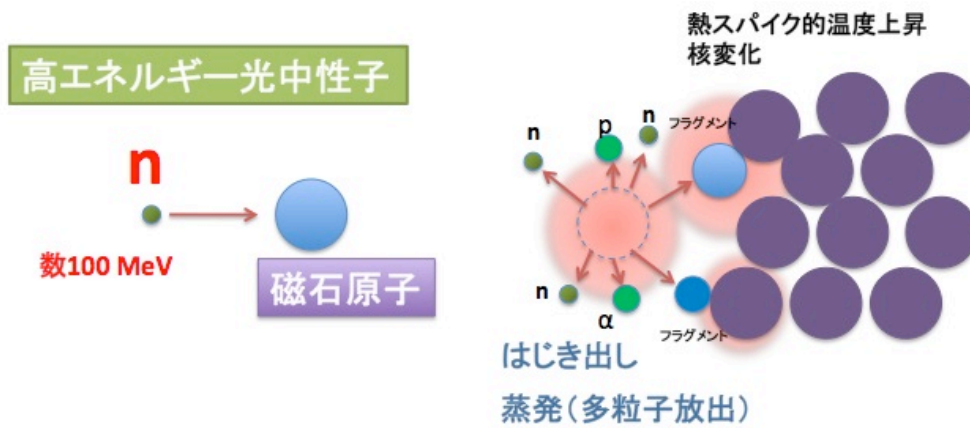 高エネルギー光中性子
n
数100 MeV
磁石原子
熱スパイク的温度上昇
核変化
n
p
n
フラグメント
n
α
フラグメント
はじき出し
蒸発(多粒子放出)